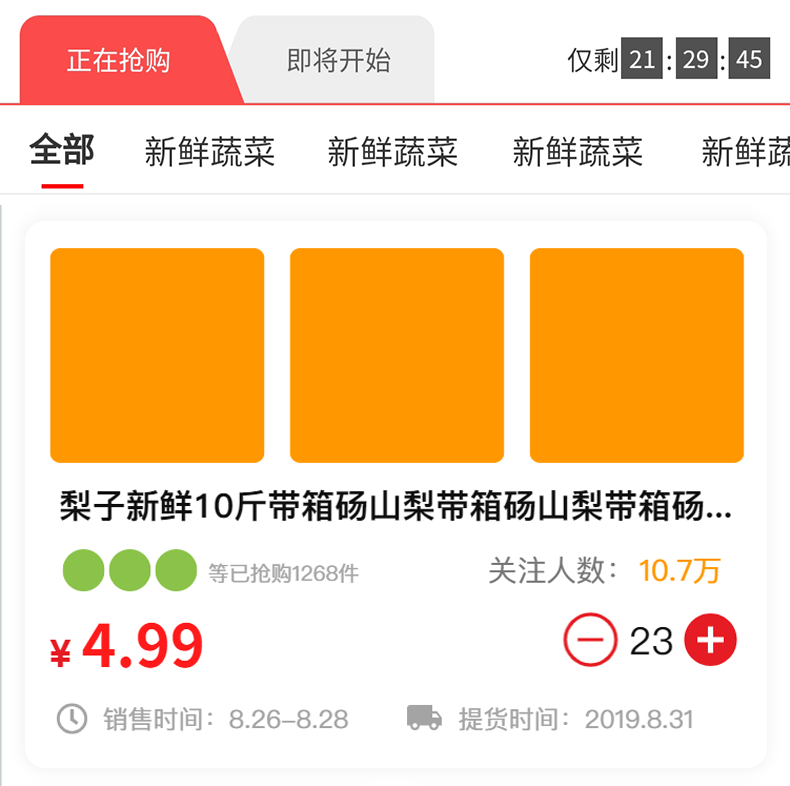 正在抢购 即将开始 仅剩 21 : 29 : 45
全部 新鲜蔬菜 新鲜蔬菜 新鲜蔬菜 新鲜蔬
梨子新鲜10斤带箱砀山梨带箱砀山梨带箱砀...
等已抢购1268件 关注人数： 10.7万
¥ 4.99 23
销售时间：8.26-8.28 提货时间：2019.8.31